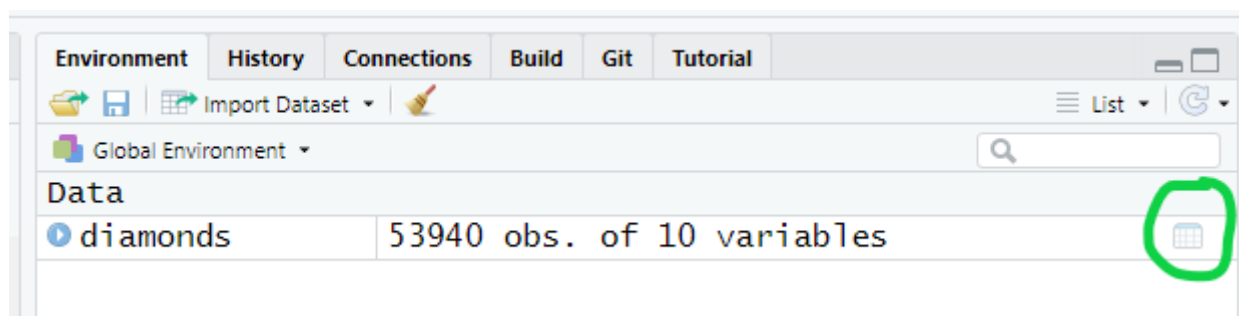 Environment History Connections Build Git Tutorial
Import Dataset List
Global Environment
Data
diamonds 53940 obs. of 10 variables